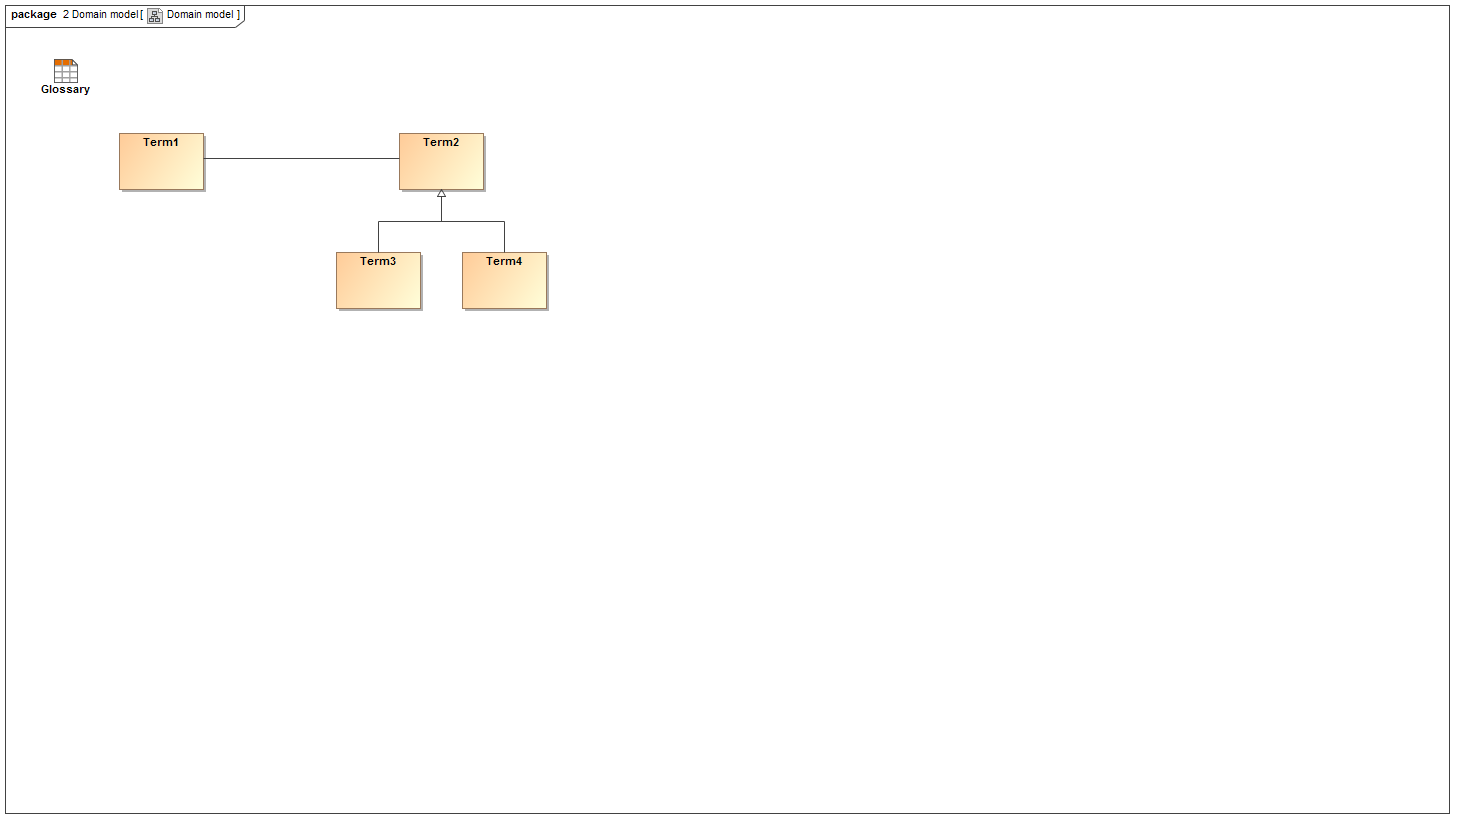 package 2 Domain model[ Domain model ]
Glossary
Term1
Term2
Term3
Term4